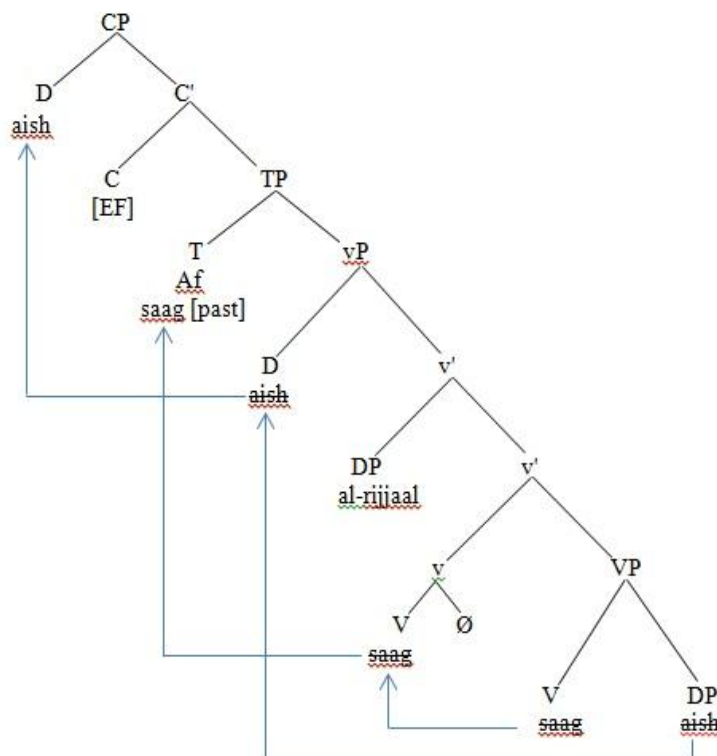 CP
D
C'
aish
C
TP
[EF]
T
vP
Af
saag [past]
D
v'
aish
DP
v'
al-rijjaal
v
VP
V
Ø
saag
V
DP
saag
aish